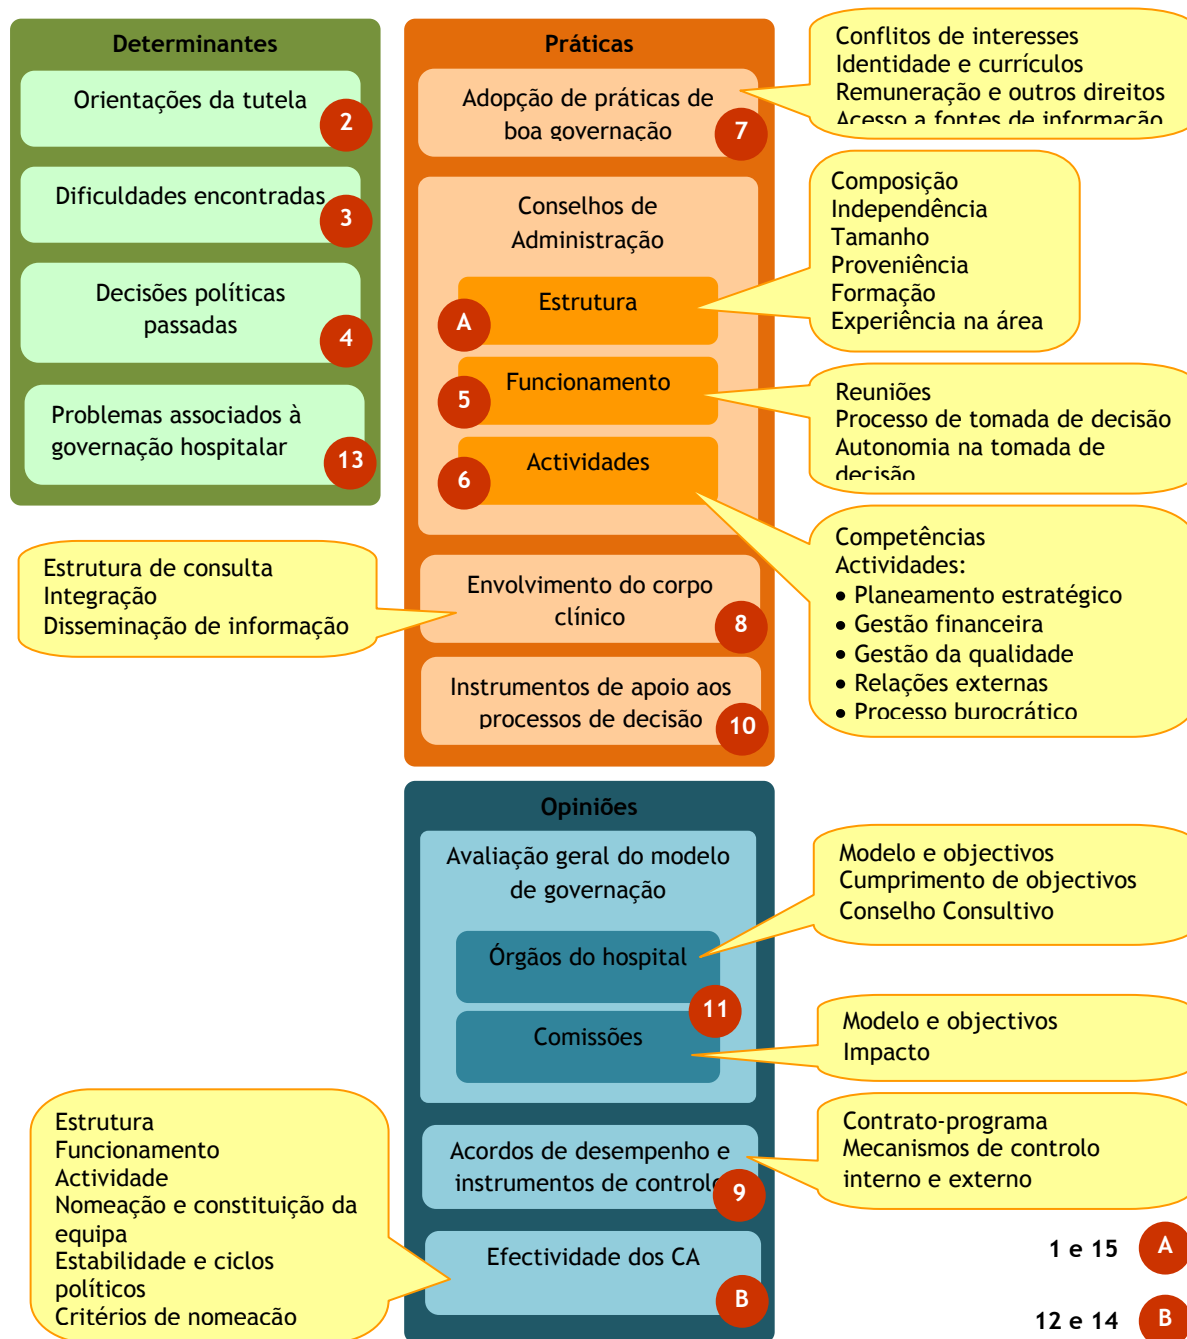 Determinantes
Orientações da tutela
2
Dificuldades encontradas
3
Decisões políticas
passadas
4
Problemas associados à
governação hospitalar
13
Práticas
Adopção de práticas de
boa governação
7
Conflitos de interesses
Identidade e currículos
Remuneração e outros direitos
Acesso a fontes de informação
Conselhos de
Administração
Estrutura
A
Composição
Independência
Tamanho
Proveniência
Formação
Experiência na área
Funcionamento
5
Reuniões
Processo de tomada de decisão
Autonomia na tomada de
decisão
Actividades
6
Competências
Actividades:
• Planeamento estratégico
• Gestão financeira
• Gestão da qualidade
• Relações externas
• Processo burocrático
Estrutura de consulta
Integração
Disseminação de informação
Envolvimento do corpo
clínico
8
Instrumentos de apoio aos
processos de decisão
10
Opiniões
Avaliação geral do modelo
de governação
Órgãos do hospital
11
Comissões
Modelo e objectivos
Cumprimento de objectivos
Conselho Consultivo
Modelo e objectivos
Impacto
Acordos de desempenho e
instrumentos de controlo
9
Contrato-programa
Mecanismos de controlo
interno e externo
Estrutura
Funcionamento
Actividade
Nomeação e constituição da
equipa
Estabilidade e ciclos
políticos
Critérios de nomeação
Efectividade dos CA
B
1 e 15 A
12 e 14 B